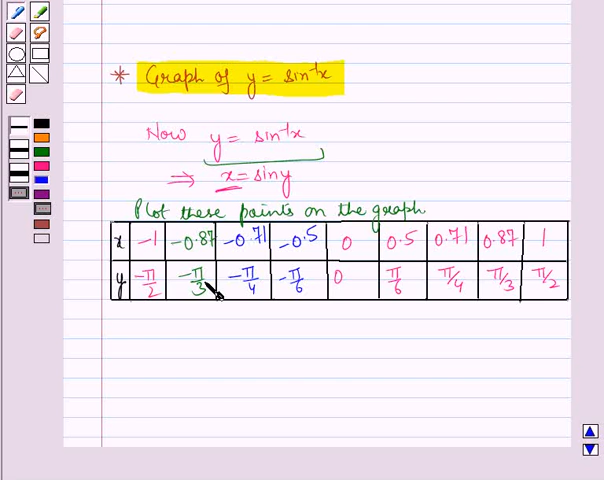 * Graph of y = sin⁻¹x
Now y = sin⁻¹x
⇒ x = siny
Plot these points on the graph
x -1 -0.87 -0.71 -0.5 0 0.5 0.71 0.87 1
y -π/2 -π/3 -π/4 -π/6 0 π/6 π/4 π/3 π/2